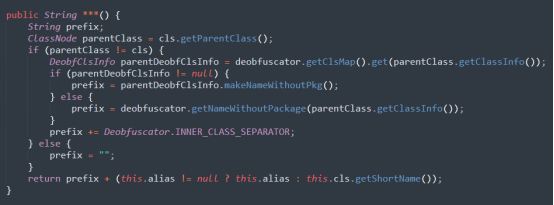 public String ***() {
    String prefix;
    ClassNode parentClass = cls.getParentClass();
    if (parentClass != cls) {
        DeobfClsInfo parentDeobfClsInfo = deobfuscator.getClsMap().get(parentClass.getClassInfo());
        if (parentDeobfClsInfo != null) {
            prefix = parentDeobfClsInfo.makeNameWithoutPkg();
        } else {
            prefix = deobfuscator.getNameWithoutPackage(parentClass.getClassInfo());
        }
        prefix += Deobfuscator.INNER_CLASS_SEPARATOR;
    } else {
        prefix = "";
    }
    return prefix + (this.alias != null ? this.alias : this.cls.getShortName());
}